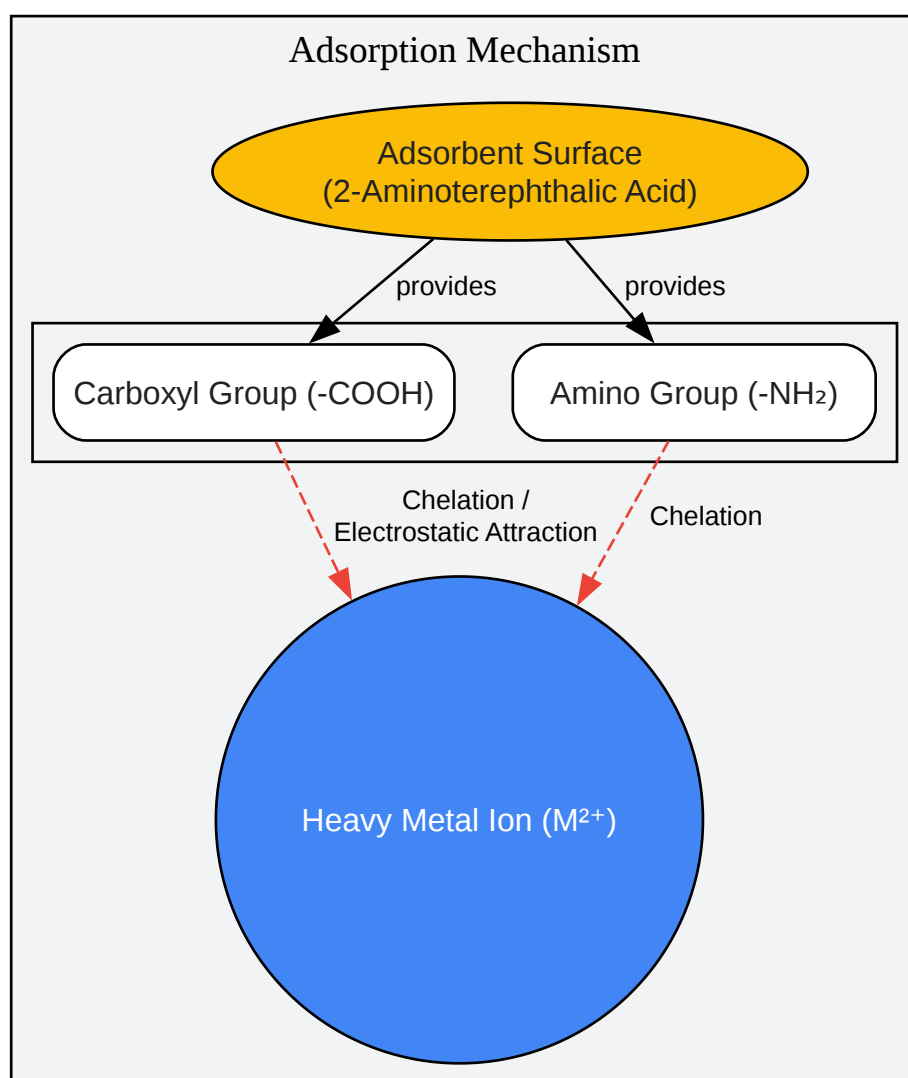 Adsorption Mechanism
Adsorbent Surface
(2-Aminoterephthalic Acid)
provides
provides
Carboxyl Group (-COOH)
Amino Group (-NH₂)
Chelation /
Electrostatic Attraction
Chelation
Heavy Metal Ion (M²⁺)